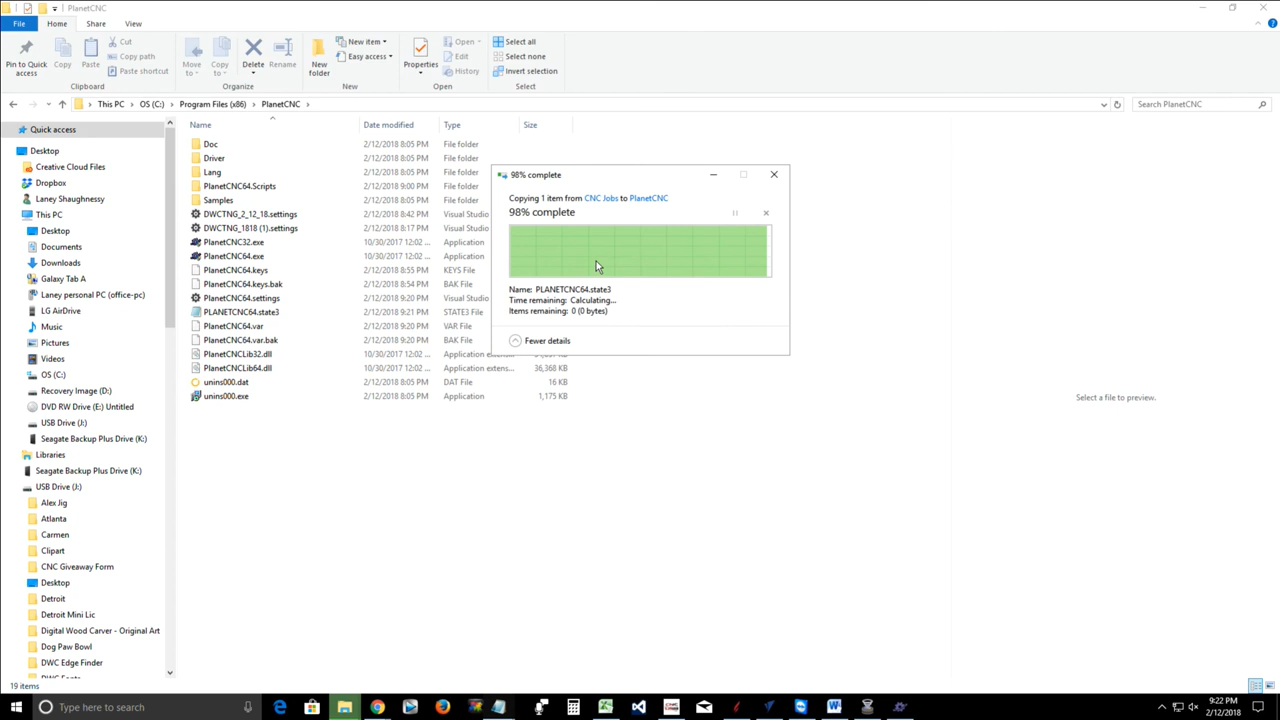 PlanetCNC
File Home Share View
Pin to Quick access
Copy
Paste
Cut
Copy path
Paste shortcut
Clipboard
Move to
Copy to
Delete
Rename
Organize
New folder
New item
Easy access
New
Properties
Open
Edit
History
Open
Select all
Select none
Invert selection
Select
This PC OS (C:) Program Files (x86) PlanetCNC
Search PlanetCNC
Quick access
Desktop
Creative Cloud Files
Dropbox
Laney Shaughnessy
This PC
Desktop
Documents
Downloads
Galaxy Tab A
Laney personal PC (office-pc)
LG AirDrive
Music
Pictures
Videos
OS (C:)
Recovery Image (D:)
DVD RW Drive (E:) Untitled
USB Drive (J:)
Seagate Backup Plus Drive (K:)
Libraries
Seagate Backup Plus Drive (K:)
USB Drive (J:)
Alex Jig
Atlanta
Carmen
Clipart
CNC Giveaway Form
Desktop
Detroit
Detroit Mini Lic
Digital Wood Carver - Original Art
Dog Paw Bowl
DWC Edge Finder
19 items
Name Date modified Type Size
Doc 2/12/2018 8:05 PM File folder
Driver 2/12/2018 8:05 PM File folder
Lang 2/12/2018 8:05 PM File folder
PlanetCNC64.Scripts 2/12/2018 9:00 PM File folder
Samples 2/12/2018 8:05 PM File folder
DWCTNG_2_12_18.settings 2/12/2018 8:42 PM Visual Studio
DWCTNG_1818 (1).settings 2/12/2018 8:17 PM Visual Studio
PlanetCNC32.exe 10/30/2017 12:02 ... Application
PlanetCNC64.exe 10/30/2017 12:02 ... Application
PlanetCNC64.keys 2/12/2018 8:55 PM KEYS File
PlanetCNC64.keys.bak 2/12/2018 8:24 PM BAK File
PlanetCNC64.settings 2/12/2018 9:20 PM Visual Studio
PLANETCNC64.state3 2/12/2018 9:21 PM STATE3 File
PlanetCNC64.var 2/12/2018 9:20 PM VAR File
PlanetCNC64.var.bak 2/12/2018 9:20 PM BAK File
PlanetCNCLib32.dll 10/30/2017 12:02 ... Application extens...
PlanetCNCLib64.dll 10/30/2017 12:02 ... Application extens... 36,368 KB
unins000.dat 2/12/2018 8:05 PM DAT File 16 KB
unins000.exe 2/12/2018 8:05 PM Application 1,175 KB
98% complete
Copying 1 item from CNC Jobs to PlanetCNC
98% complete
Name: PLANETCNC64.state3
Time remaining: Calculating...
Items remaining: 0 (0 bytes)
Fewer details
Select a file to preview.
Type here to search
9:22 PM
2/12/2018